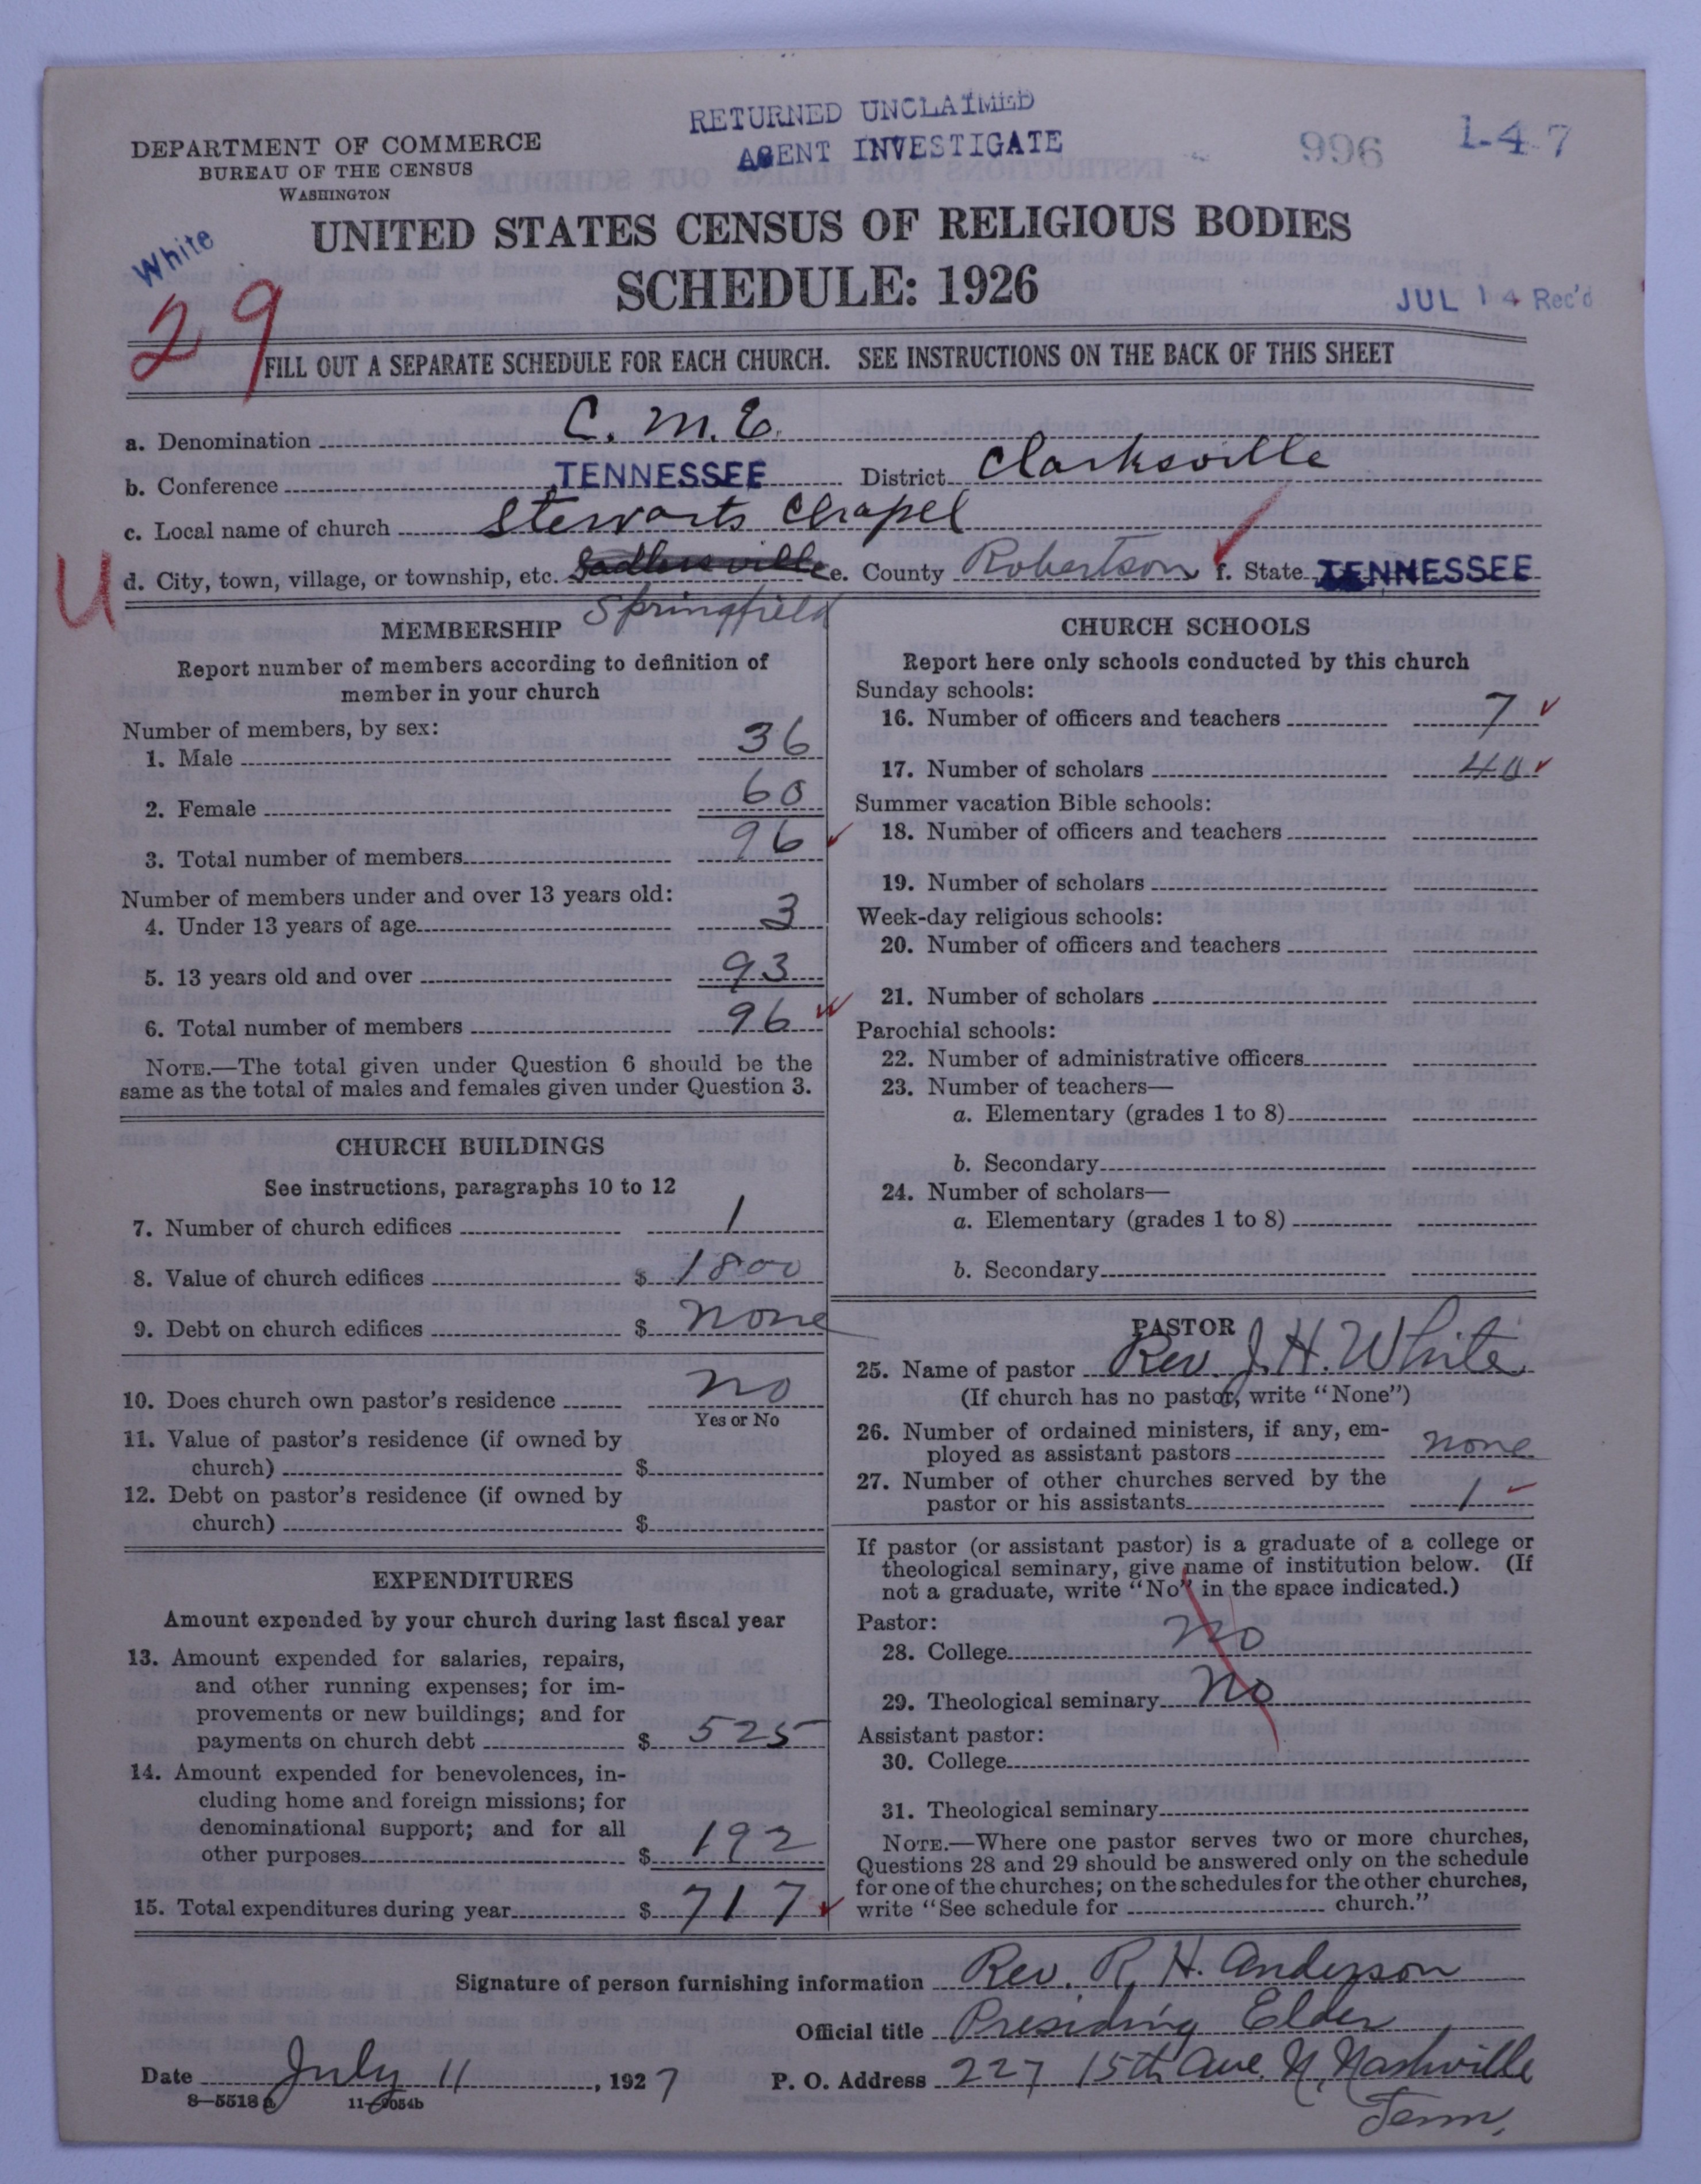 RETURNED UNCLAIMED
AGENT INVESTIGATE
996
1-47
DEPARTMENT OF COMMERCE
BUREAU OF THE CENSUS
WASHINGTON
White
UNITED STATES CENSUS OF RELIGIOUS BODIES
SCHEDULE: 1926
JUL 14 Rec'd
29
FILL OUT A SEPARATE SCHEDULE FOR EACH CHURCH. SEE INSTRUCTIONS ON THE BACK OF THIS SHEET
a. Denomination C. M. E.
b. Conference TENNESSEE District Clarksville
c. Local name of church Stewarts Chapel
U
d. City, town, village, or township, etc. Sadlersville e. County Robertson f. State TENNESSEE
Springfield
MEMBERSHIP
Report number of members according to definition of
member in your church
Number of members, by sex:
1. Male 36
2. Female 60
3. Total number of members 96
Number of members under and over 13 years old:
4. Under 13 years of age 3
5. 13 years old and over 93
6. Total number of members 96
NOTE.—The total given under Question 6 should be the
same as the total of males and females given under Question 3.
CHURCH BUILDINGS
See instructions, paragraphs 10 to 12
7. Number of church edifices 1
8. Value of church edifices $ 1800
9. Debt on church edifices $ none
10. Does church own pastor's residence no
Yes or No
11. Value of pastor's residence (if owned by
church) $
12. Debt on pastor's residence (if owned by
church) $
EXPENDITURES
Amount expended by your church during last fiscal year
13. Amount expended for salaries, repairs,
and other running expenses; for im-
provements or new buildings; and for
payments on church debt $ 525
14. Amount expended for benevolences, in-
cluding home and foreign missions; for
denominational support; and for all
other purposes $ 192
15. Total expenditures during year $ 717
CHURCH SCHOOLS
Report here only schools conducted by this church
Sunday schools:
16. Number of officers and teachers 7
17. Number of scholars 40
Summer vacation Bible schools:
18. Number of officers and teachers
19. Number of scholars
Week-day religious schools:
20. Number of officers and teachers
21. Number of scholars
Parochial schools:
22. Number of administrative officers
23. Number of teachers—
a. Elementary (grades 1 to 8)
b. Secondary
24. Number of scholars—
a. Elementary (grades 1 to 8)
b. Secondary
PASTOR
25. Name of pastor Rev. J. H. White
(If church has no pastor, write "None")
26. Number of ordained ministers, if any, em-
ployed as assistant pastors none
27. Number of other churches served by the
pastor or his assistants 1
If pastor (or assistant pastor) is a graduate of a college or
theological seminary, give name of institution below. (If
not a graduate, write "No" in the space indicated.)
Pastor:
28. College no
29. Theological seminary No
Assistant pastor:
30. College
31. Theological seminary
NOTE.—Where one pastor serves two or more churches,
Questions 28 and 29 should be answered only on the schedule
for one of the churches; on the schedules for the other churches,
write "See schedule for church."
Signature of person furnishing information Rev. R. H. Anderson
Official title Presiding Elder
Date July 11, 1927 P. O. Address 227 15th Ave. N. Nashville
Tenn,
8—5518a 11—9054b